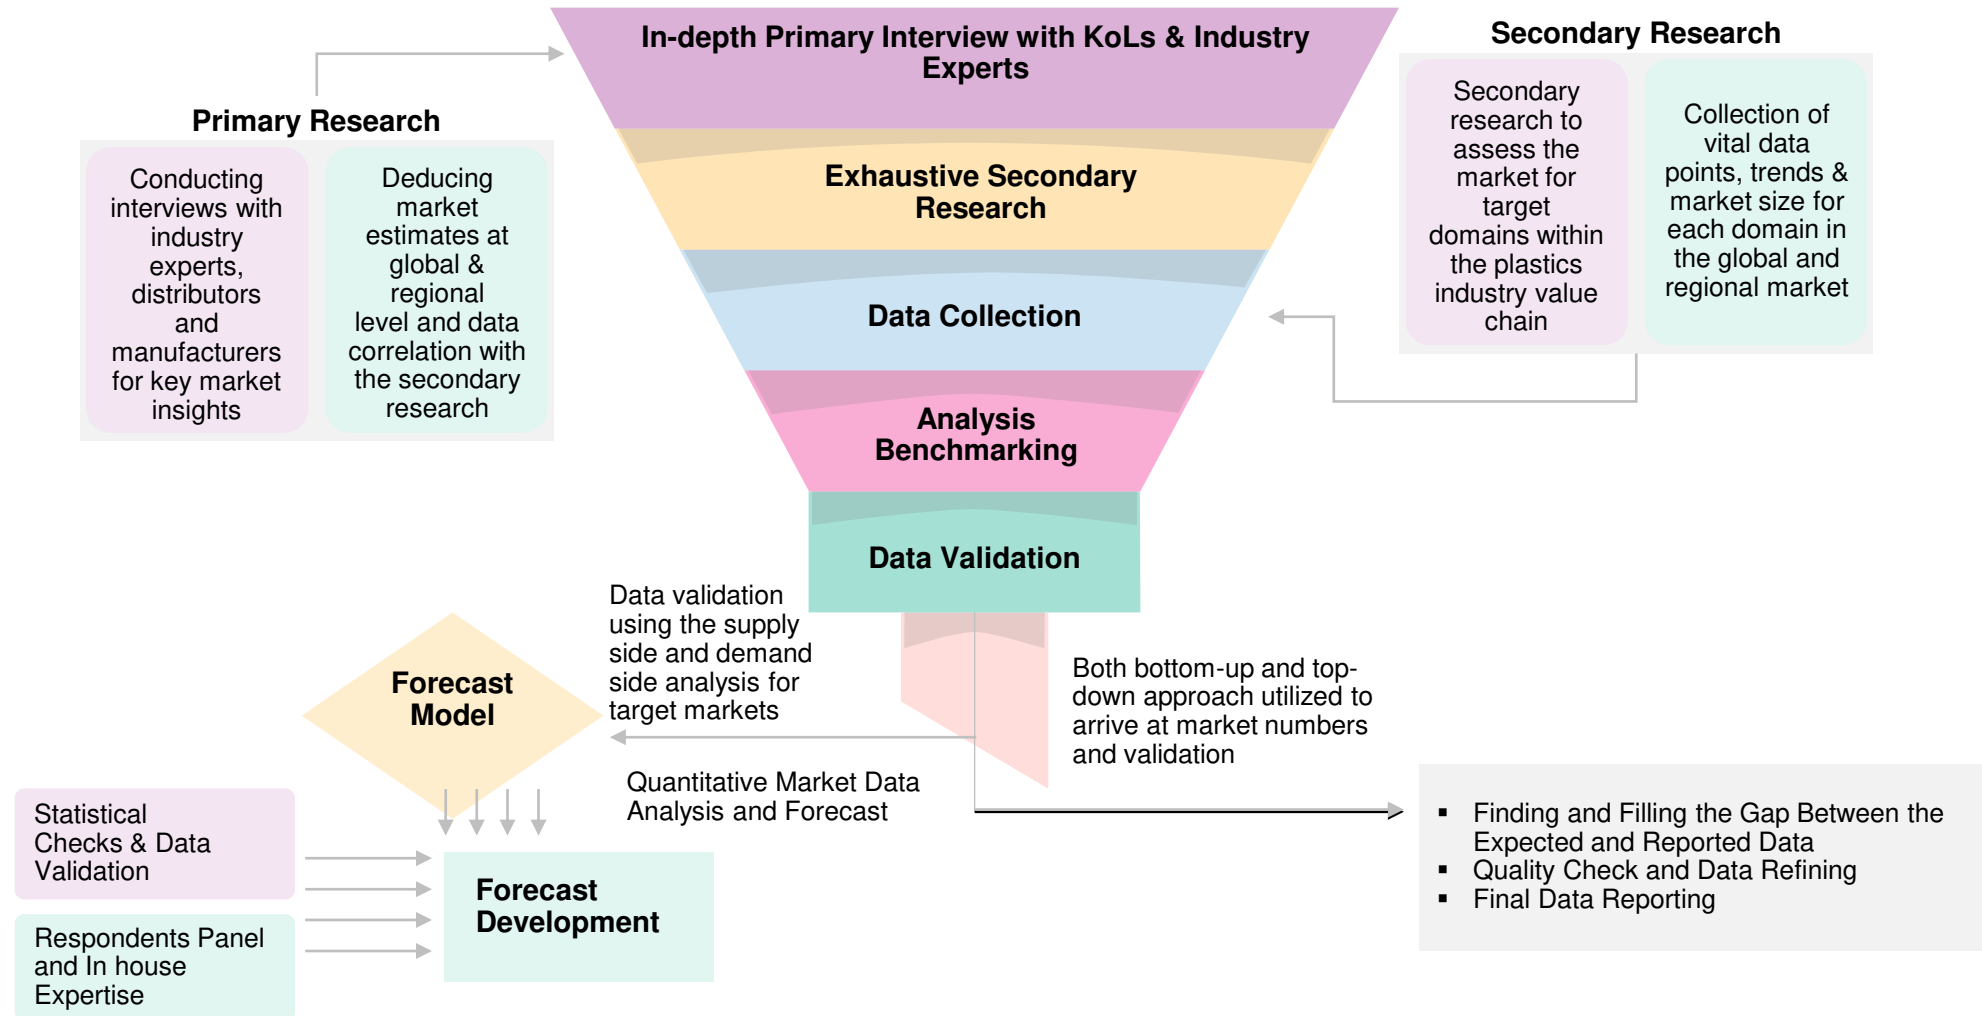 In-depth Primary Interview with KoLs & Industry
Experts
Secondary Research
Primary Research
Conducting
interviews with
industry
experts,
distributors
and
manufacturers
for key market
insights
Deducing
market
estimates at
global &
regional
level and data
correlation with
the secondary
research
Exhaustive Secondary
Research
Data Collection
Analysis
Benchmarking
Data Validation
Secondary
research to
assess the
market for
target
domains within
the plastics
industry value
chain
Collection of
vital data
points, trends &
market size for
each domain in
the global and
regional market
Data validation
using the supply
side and demand
side analysis for
target markets
Forecast
Model
Both bottom-up and top-
down approach utilized to
arrive at market numbers
and validation
Quantitative Market Data
Analysis and Forecast
Statistical
Checks & Data
Validation
Respondents Panel
and In house
Expertise
Forecast
Development
▪ Finding and Filling the Gap Between the
Expected and Reported Data
▪ Quality Check and Data Refining
▪ Final Data Reporting